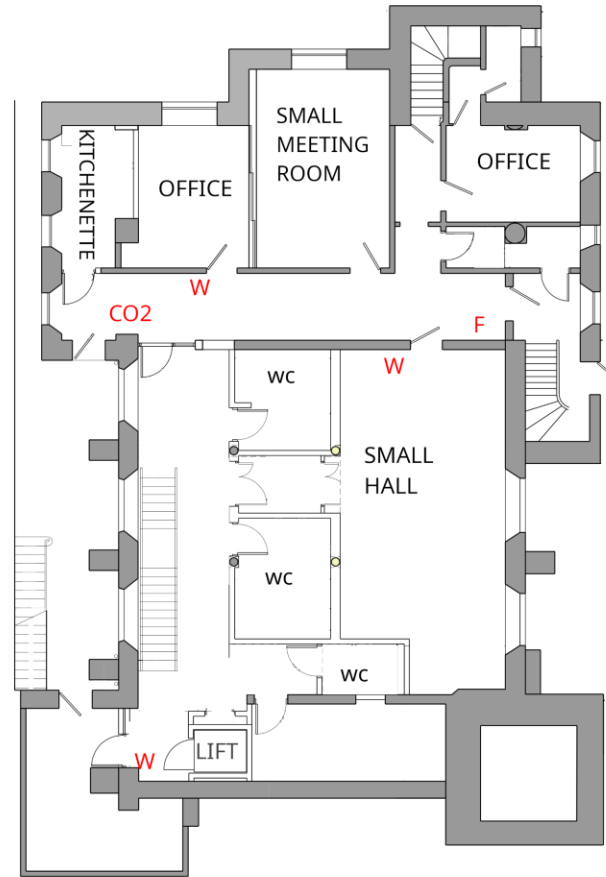 SMALL
MEETING
ROOM
KITCHENETTE
OFFICE
OFFICE
W
CO2
F
W
wc
SMALL
HALL
wc
wc
LIFT
W